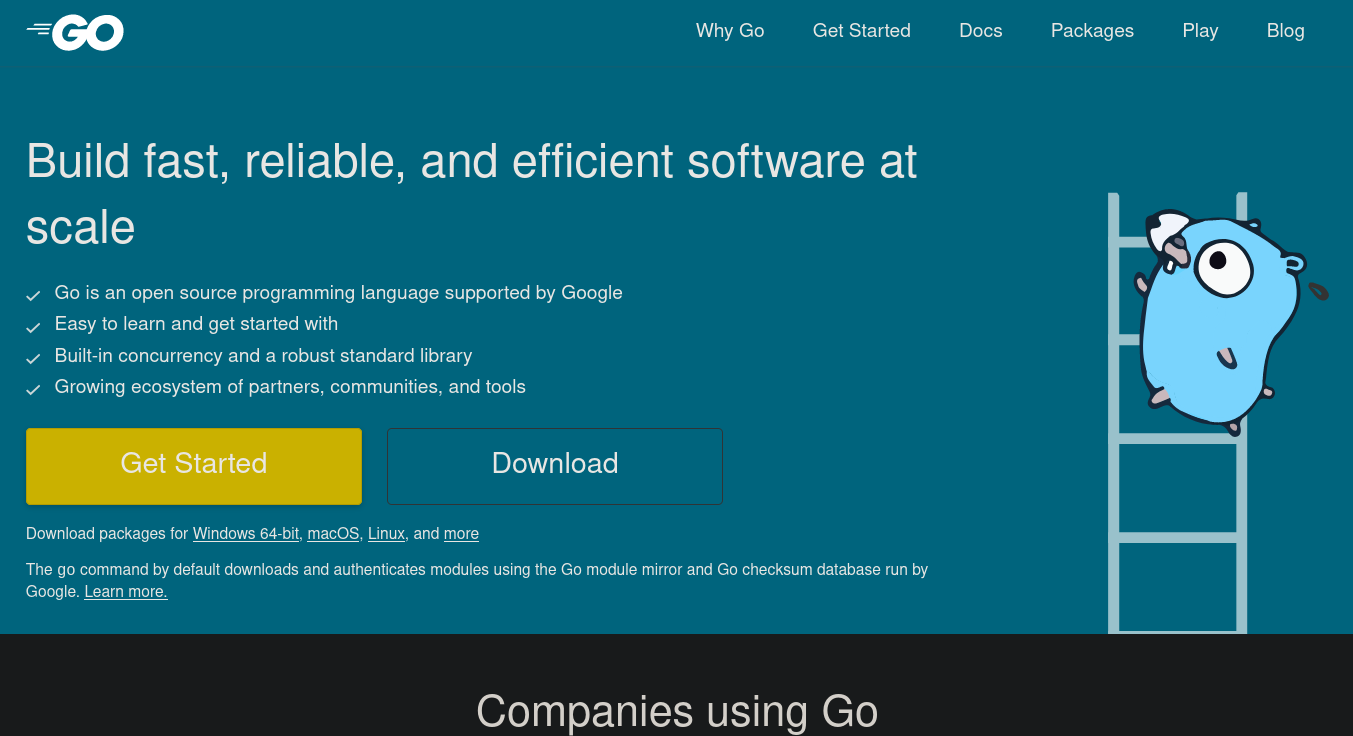 GO
Why Go Get Started Docs Packages Play Blog
Build fast, reliable, and efficient software at
scale
Go is an open source programming language supported by Google
Easy to learn and get started with
Built-in concurrency and a robust standard library
Growing ecosystem of partners, communities, and tools
Get Started Download
Download packages for Windows 64-bit, macOS, Linux, and more
The go command by default downloads and authenticates modules using the Go module mirror and Go checksum database run by
Google. Learn more.
Companies using Go